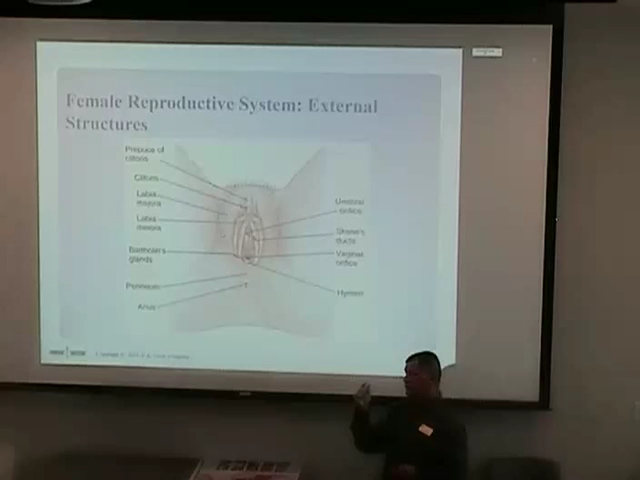 Female Reproductive System: External
Structures
Prepuce of
clitoris
Clitoris
Labia
majora
Labia
minora
Bartholin's
glands
Perineum
Anus
Urethral
orifice
Skene's
ducts
Vaginal
orifice
Hymen